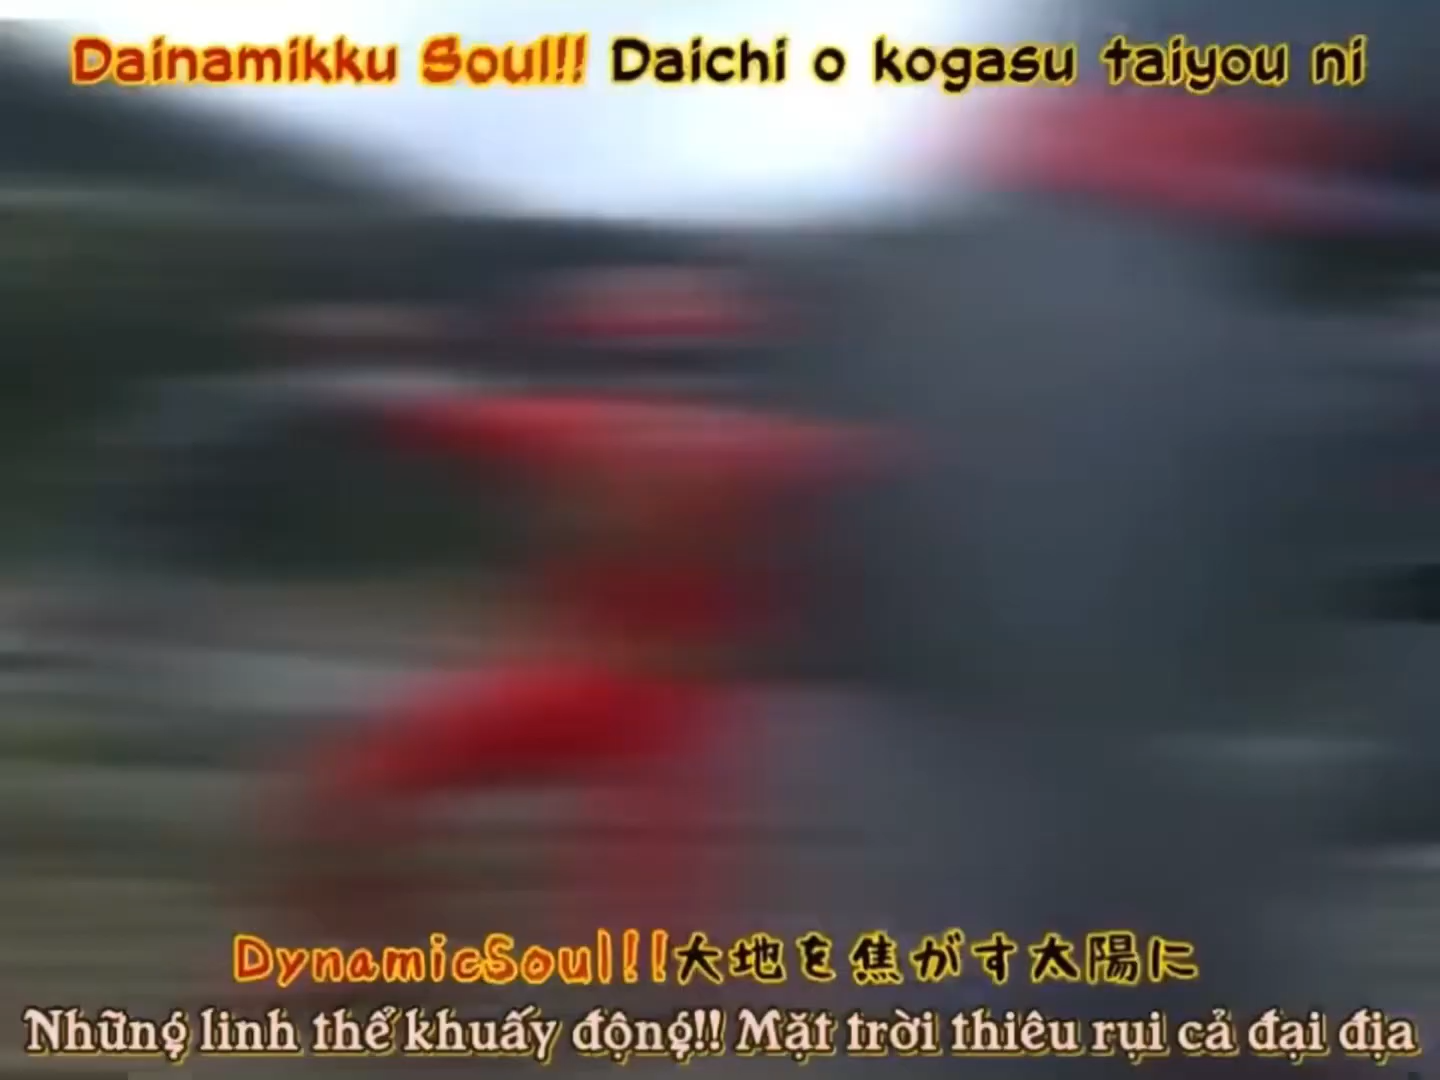 Dainamikku Soul!! Daichi o kogasu taiyou ni
DynamicSoul!!大地を焦がす太陽に
Những linh thể khuấy động!! Mặt trời thiêu rụi cả đại địa